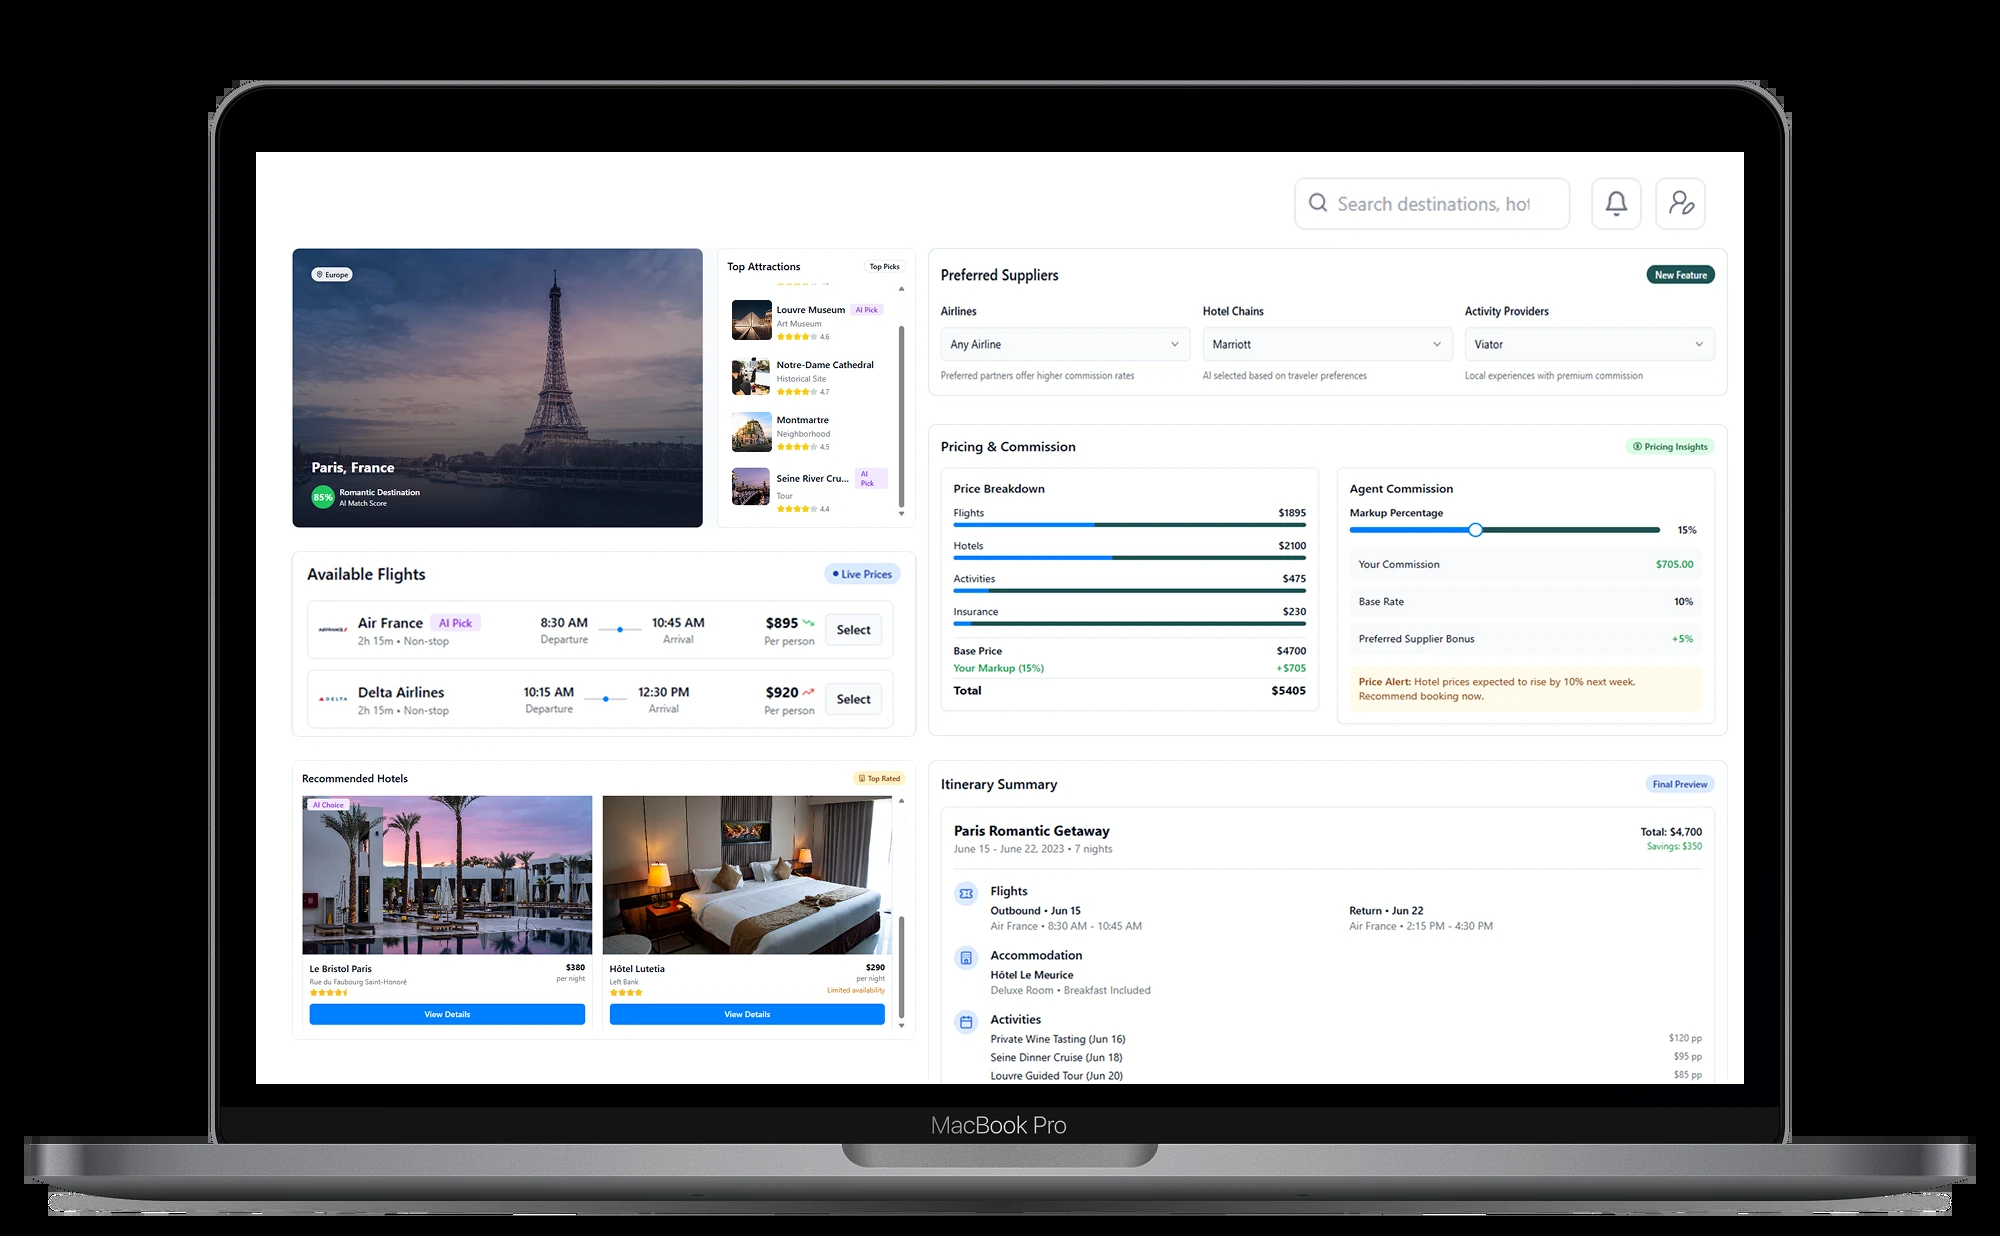 Search destinations, hot
Europe
Paris, France
85%
Romantic Destination
AI Match Score
Top Attractions
Top Picks
Louvre Museum AI Pick
Art Museum
4.6
Notre-Dame Cathedral
Historical Site
4.7
Montmartre
Neighborhood
4.5
Seine River Cru...
AI Pick
Tour
4.4
Preferred Suppliers
New Feature
Airlines
Any Airline
Preferred partners offer higher commission rates
Hotel Chains
Marriott
AI selected based on traveler preferences
Activity Providers
Viator
Local experiences with premium commission
Available Flights
• Live Prices
AIRFRANCE
Air France AI Pick
2h 15m • Non-stop
8:30 AM
Departure
10:45 AM
Arrival
$895
Per person
Select
DELTA
Delta Airlines
2h 15m • Non-stop
10:15 AM
Departure
12:30 PM
Arrival
$920
Per person
Select
Pricing & Commission
Pricing Insights
Price Breakdown
Flights $1895
Hotels $2100
Activities $475
Insurance $230
Base Price $4700
Your Markup (15%) +$705
Total $5405
Agent Commission
Markup Percentage
15%
Your Commission $705.00
Base Rate 10%
Preferred Supplier Bonus +5%
Price Alert: Hotel prices expected to rise by 10% next week.
Recommend booking now.
Recommended Hotels
Top Rated
AI Choice
Le Bristol Paris
$380
Rue du Faubourg Saint-Honoré
per night
View Details
Hôtel Lutetia
$290
Left Bank
per night
Limited availability
View Details
Itinerary Summary
Final Preview
Paris Romantic Getaway
Total: $4,700
June 15 - June 22, 2023 • 7 nights
Savings: $350
Flights
Outbound • Jun 15
Air France • 8:30 AM - 10:45 AM
Return • Jun 22
Air France • 2:15 PM - 4:30 PM
Accommodation
Hôtel Le Meurice
Deluxe Room • Breakfast Included
Activities
Private Wine Tasting (Jun 16) $120 pp
Seine Dinner Cruise (Jun 18) $95 pp
Louvre Guided Tour (Jun 20) $85 pp
MacBook Pro